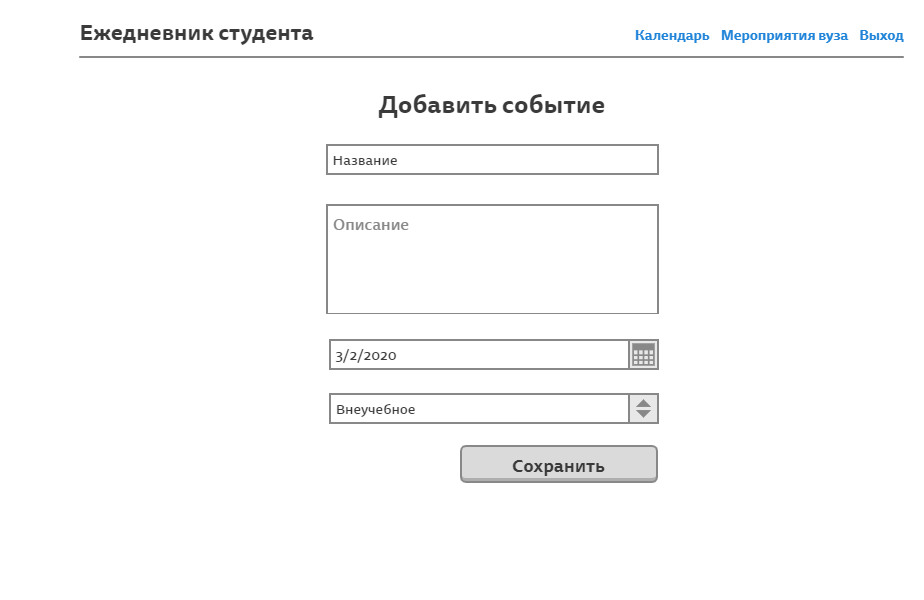 Ежедневник студента
Календарь Мероприятия вуза Выход
Добавить событие
Название
Описание
3/2/2020
Внеучебное
Сохранить